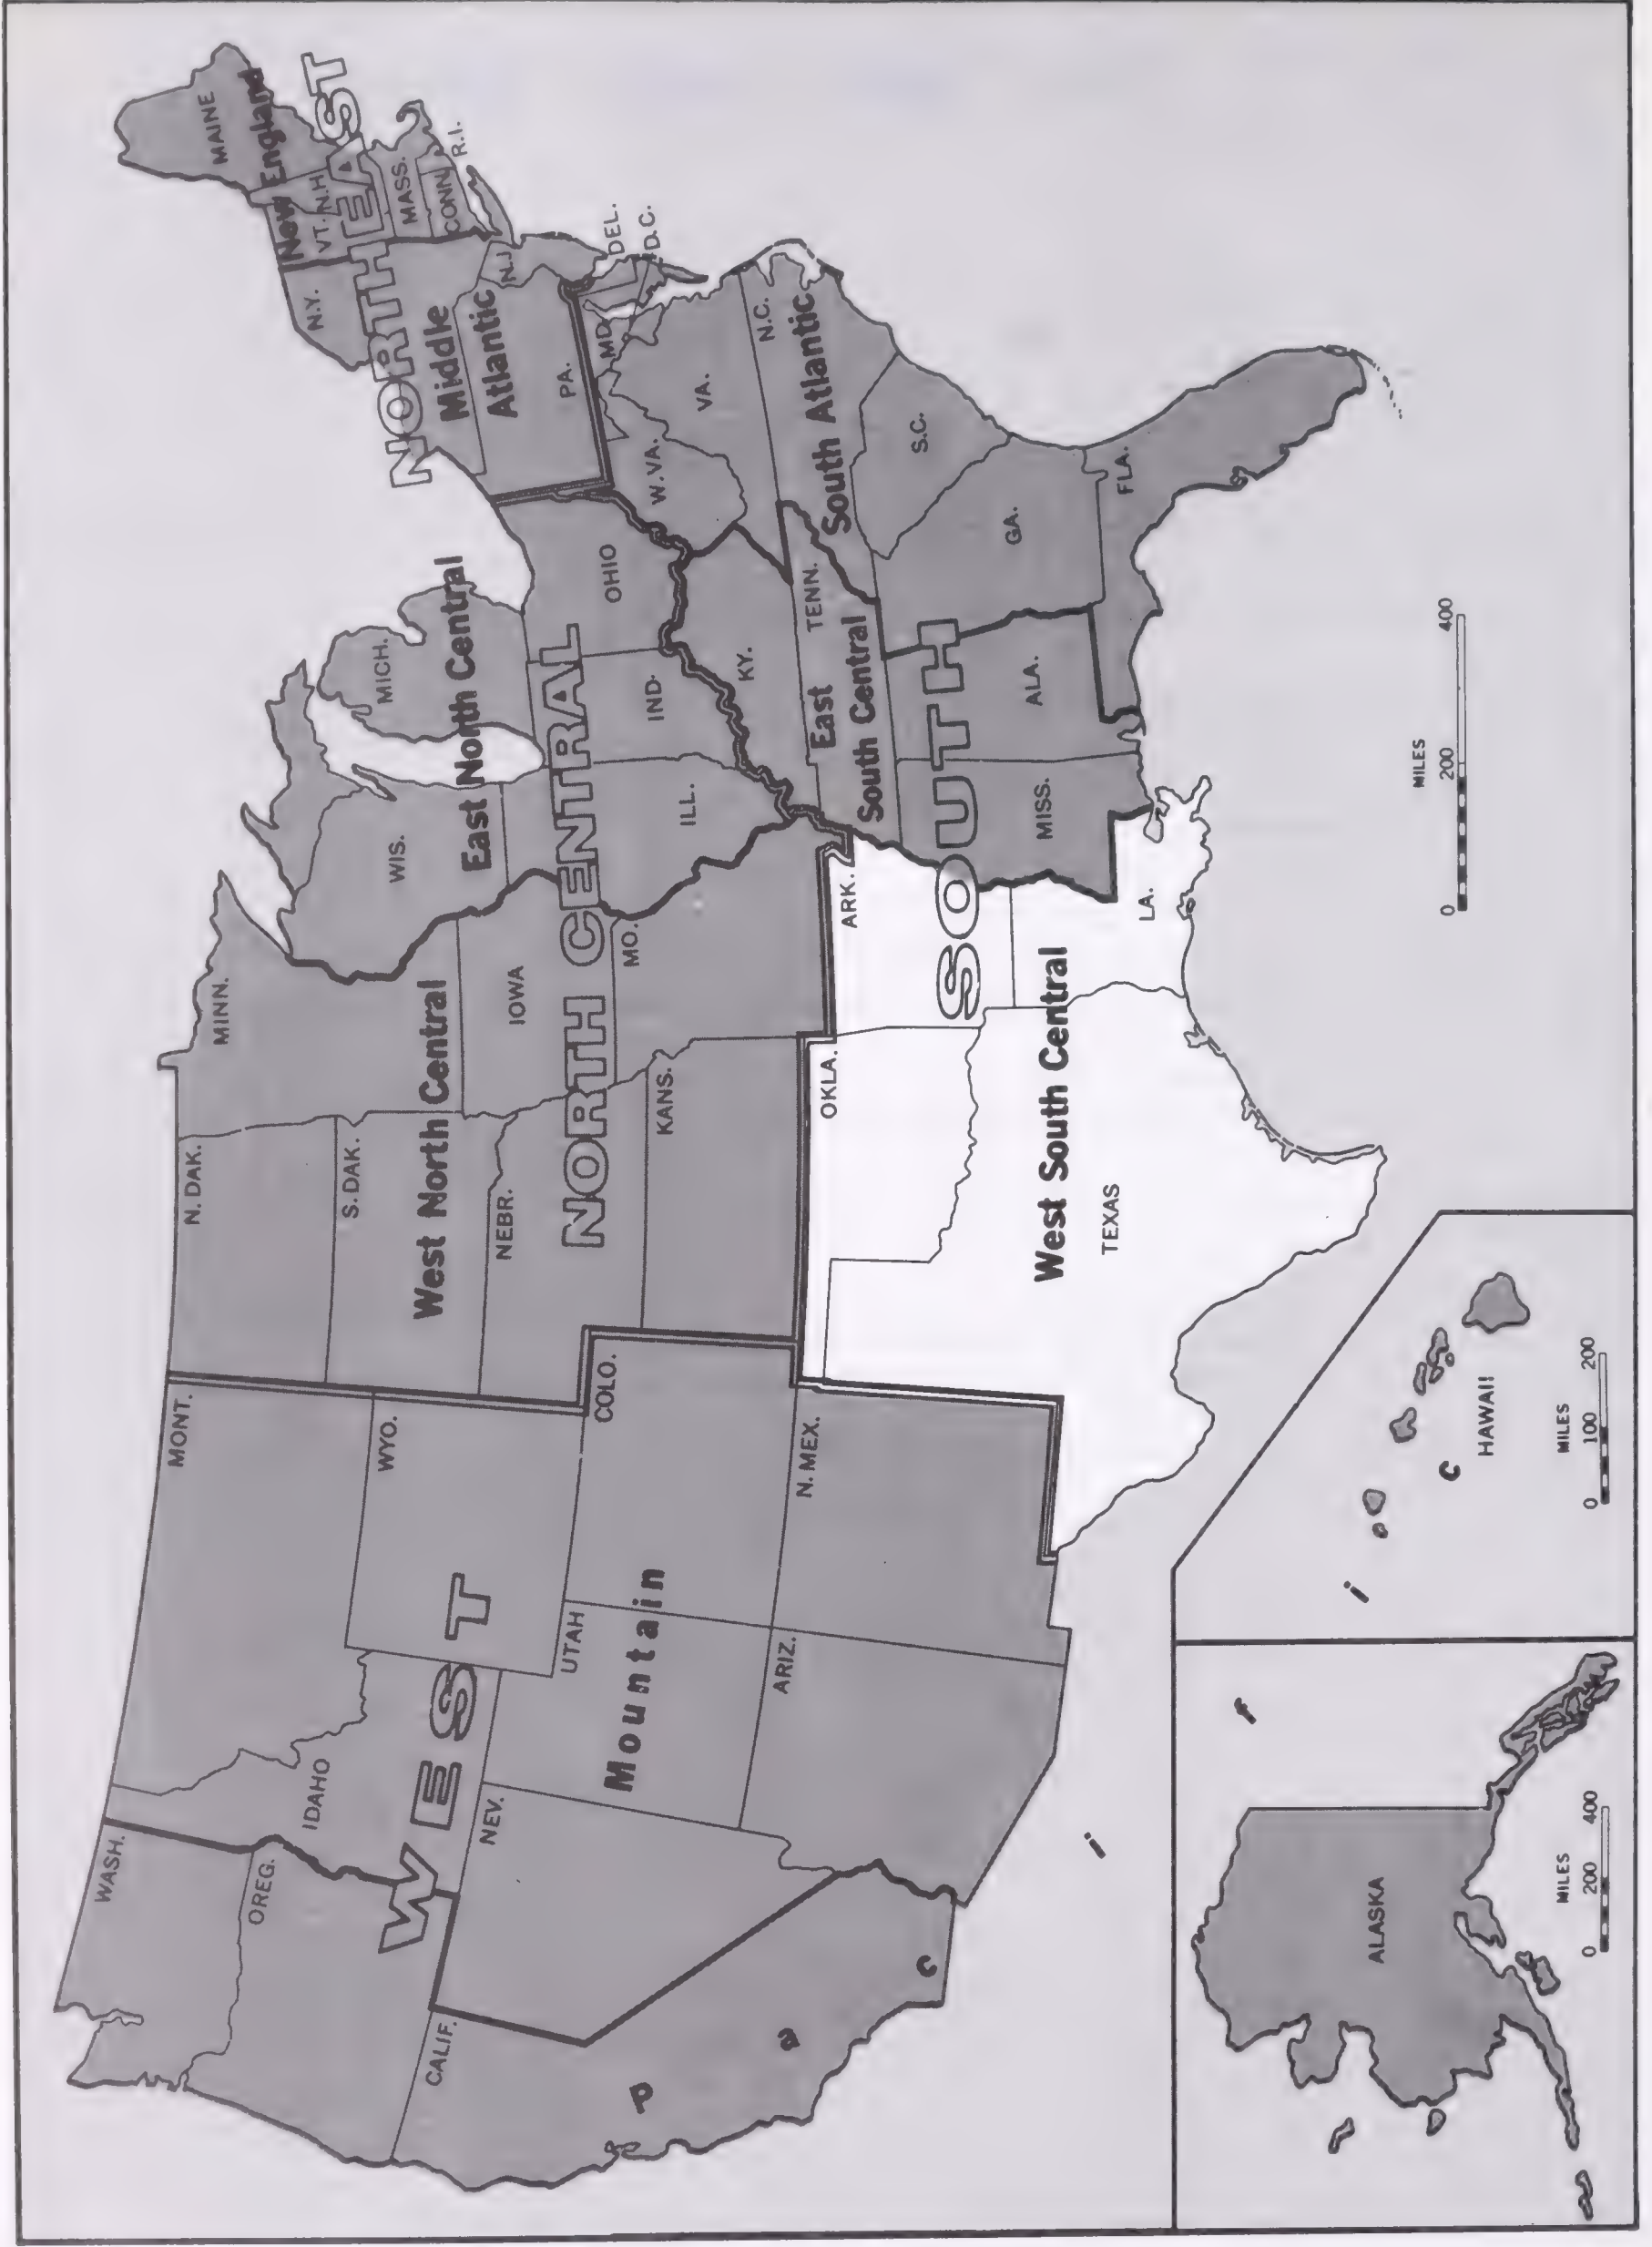 WEST
NORTH CENTRAL
NORTHEAST
SOUTH
Pacific
Mountain
West North Central
East North Central
Middle
Atlantic
New England
West South Central
East
South Central
South Atlantic
WASH.
OREG.
CALIF.
IDAHO
NEV.
MONT.
WYO.
UTAH
COLO.
ARIZ.
N. MEX.
N. DAK.
S. DAK.
NEBR.
KANS.
MINN.
IOWA
MO.
WIS.
ILL.
MICH.
IND.
OHIO
OKLA.
TEXAS
ARK.
LA.
KY.
TENN.
MISS.
ALA.
GA.
FLA.
S.C.
N.C.
VA.
W.VA.
MD.
DEL.
D.C.
PA.
N.J.
N.Y.
CONN.
R.I.
MASS.
VT.
N.H.
MAINE
ALASKA
MILES
0 200 400
HAWAII
MILES
0 100 200
MILES
0 200 400